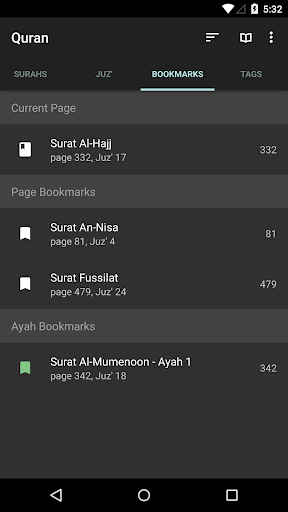 5:32
Quran
SURAHS JUZ' BOOKMARKS TAGS
Current Page
Surat Al-Hajj
page 332, Juz' 17
332
Page Bookmarks
Surat An-Nisa
page 81, Juz' 4
81
Surat Fussilat
page 479, Juz' 24
479
Ayah Bookmarks
Surat Al-Mumenoon - Ayah 1
page 342, Juz' 18
342